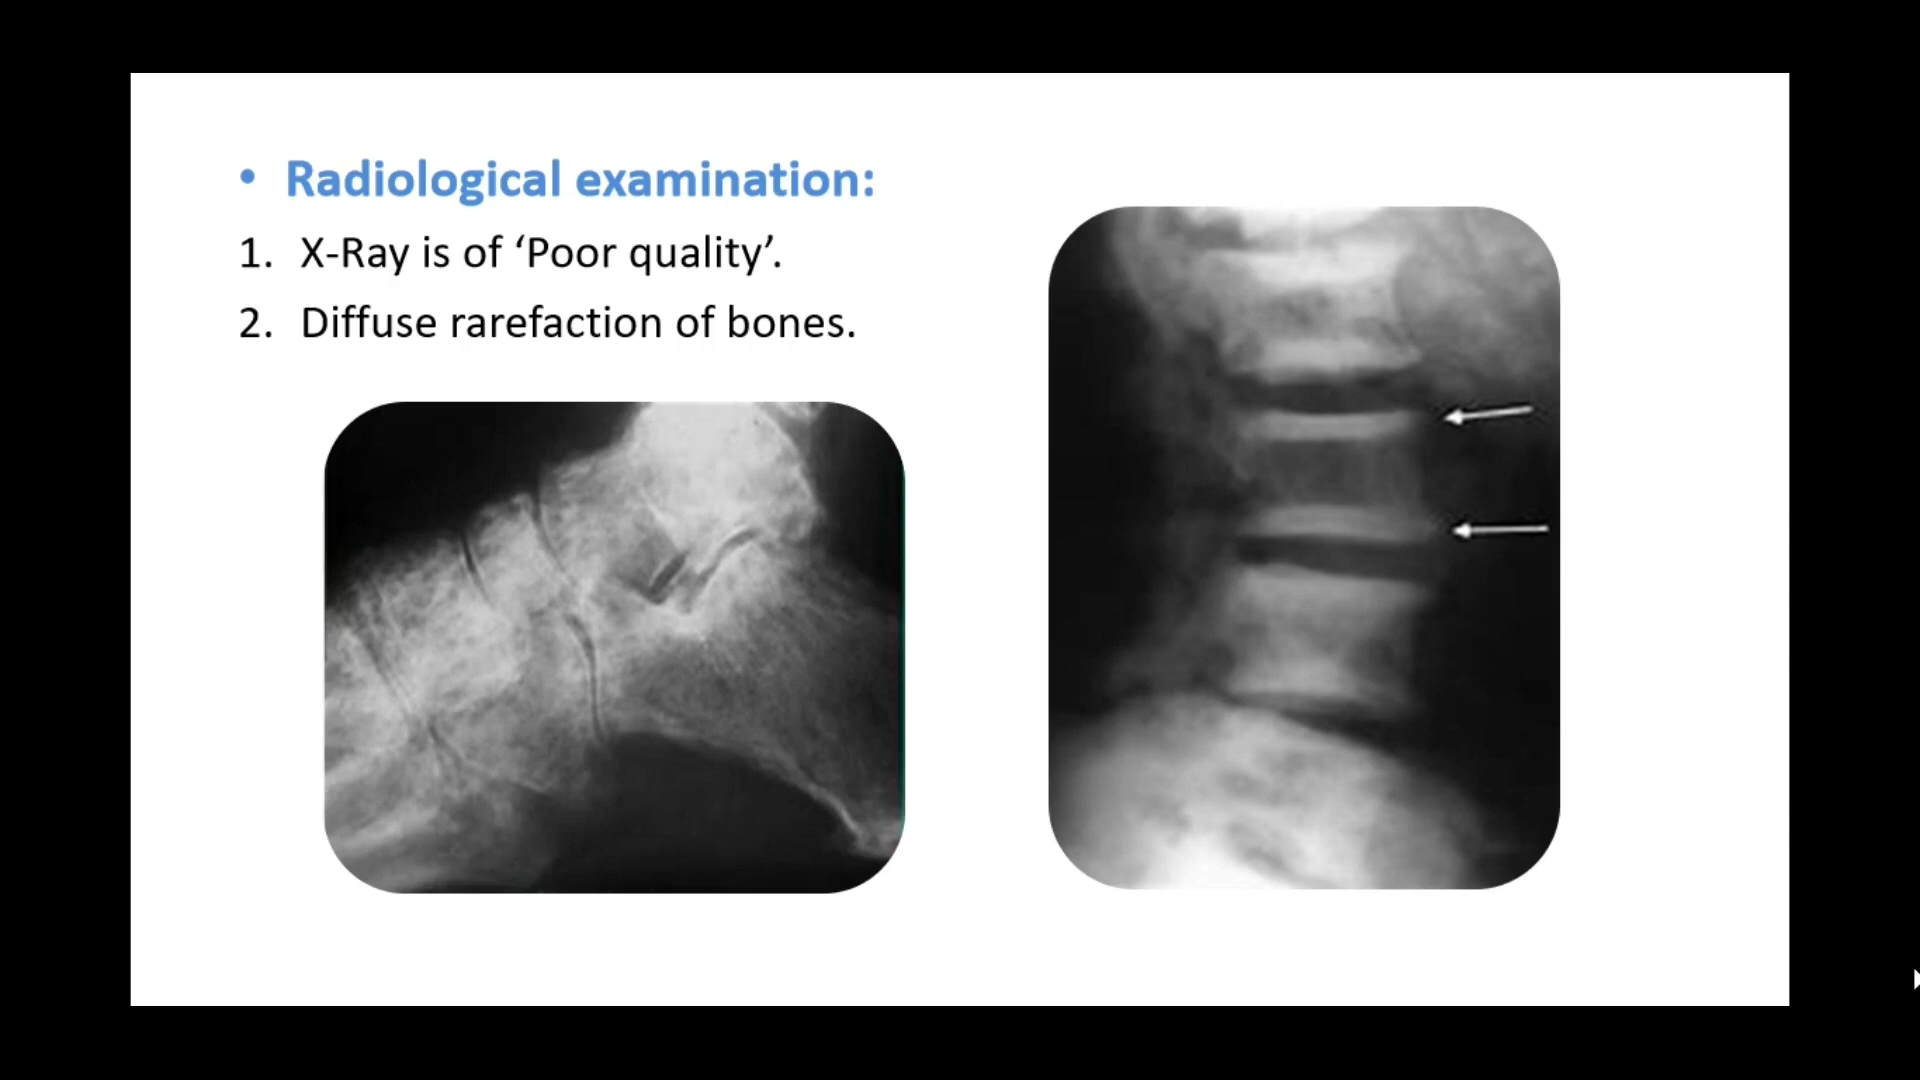 • Radiological examination:
1. X-Ray is of ‘Poor quality’.
2. Diffuse rarefaction of bones.